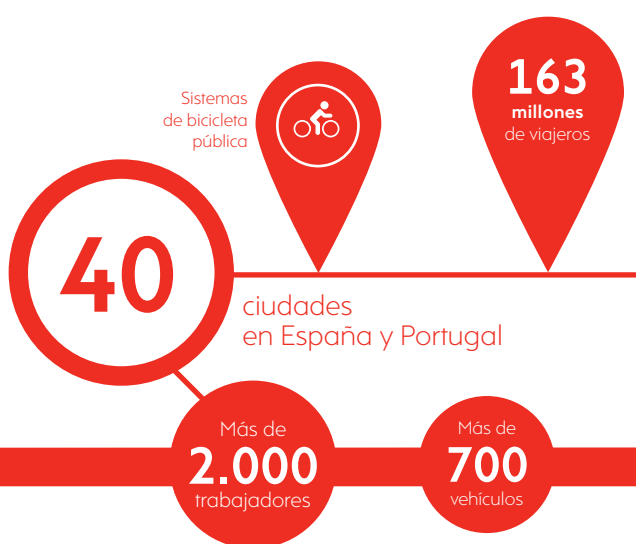 Sistemas
de bicicleta
pública
163
millones
de viajeros
40
ciudades
en España y Portugal
Más de
2.000
trabajadores
Más de
700
vehículos